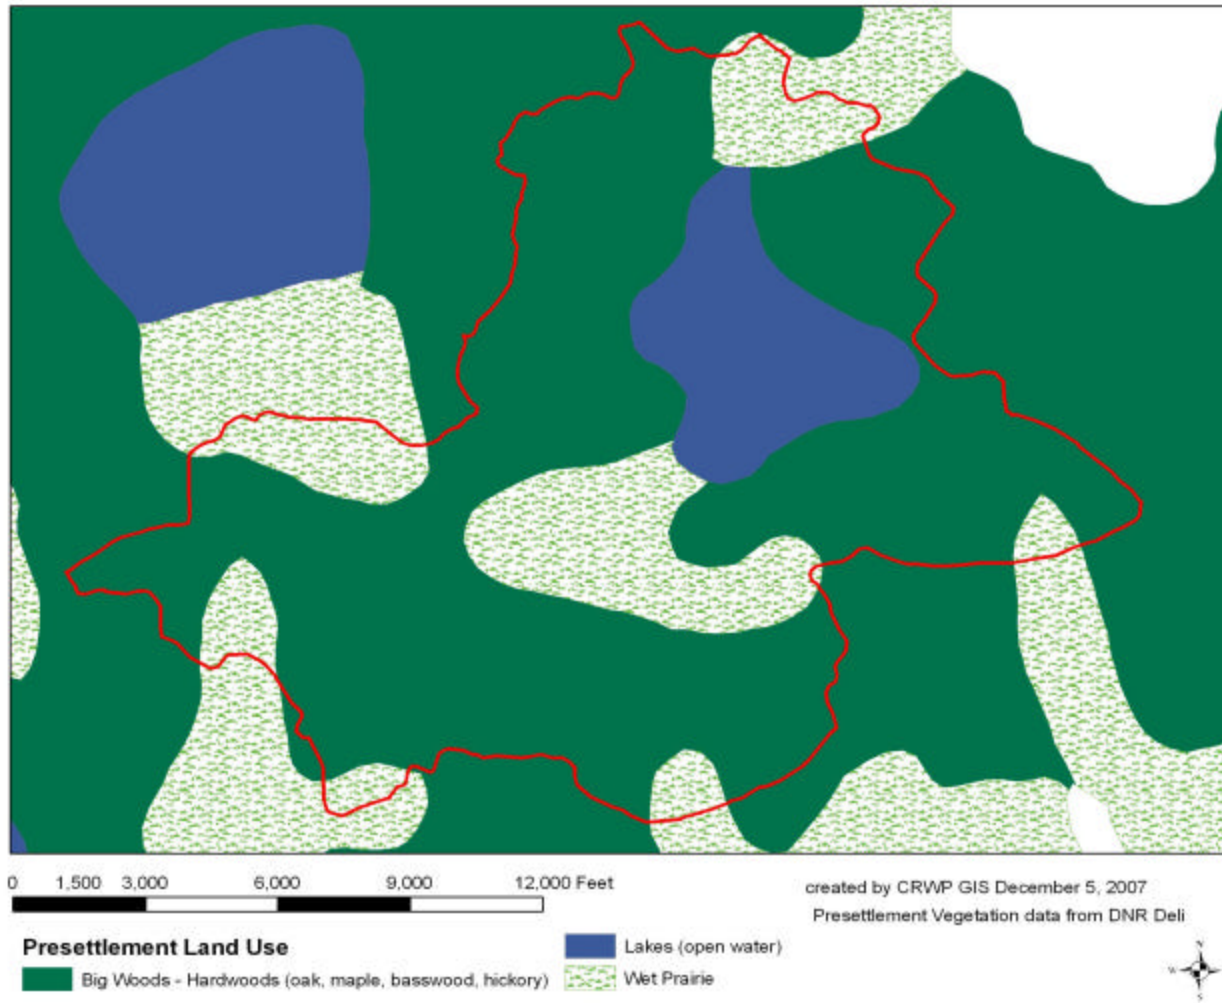 0 1,500 3,000 6,000 9,000 12,000 Feet
created by CRWP GIS December 5, 2007
Presettlement Vegetation data from DNR Deli
Presettlement Land Use
Big Woods - Hardwoods (oak, maple, basswood, hickory)
Lakes (open water)
Wet Prairie
N
W E
S